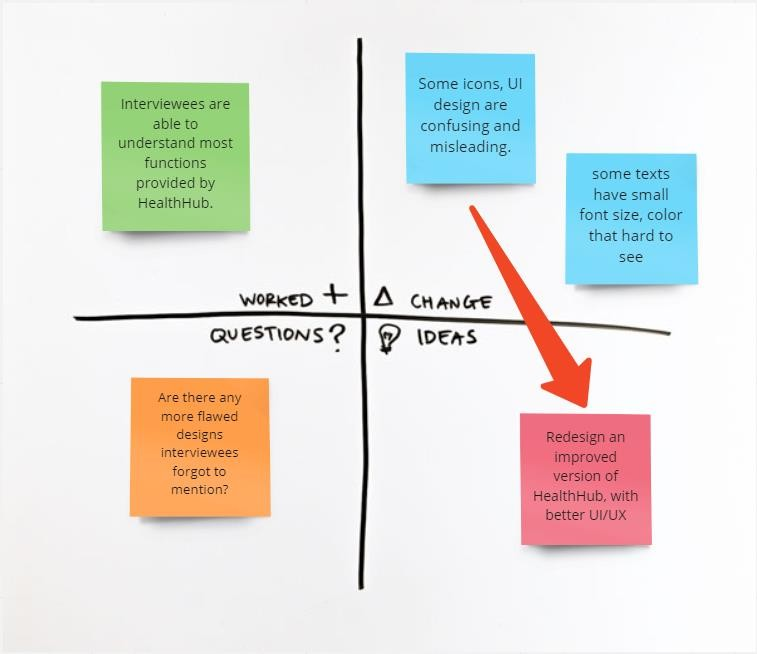 Interviewees are
able to
understand most
functions
provided by
HealthHub.
Some icons, UI
design are
confusing and
misleading.
some texts
have small
font size, color
that hard to
see
WORKED +
Δ CHANGE
QUESTIONS?
IDEAS
Are there any
more flawed
designs
interviewees
forgot to
mention?
Redesign an
improved
version of
HealthHub, with
better UI/UX